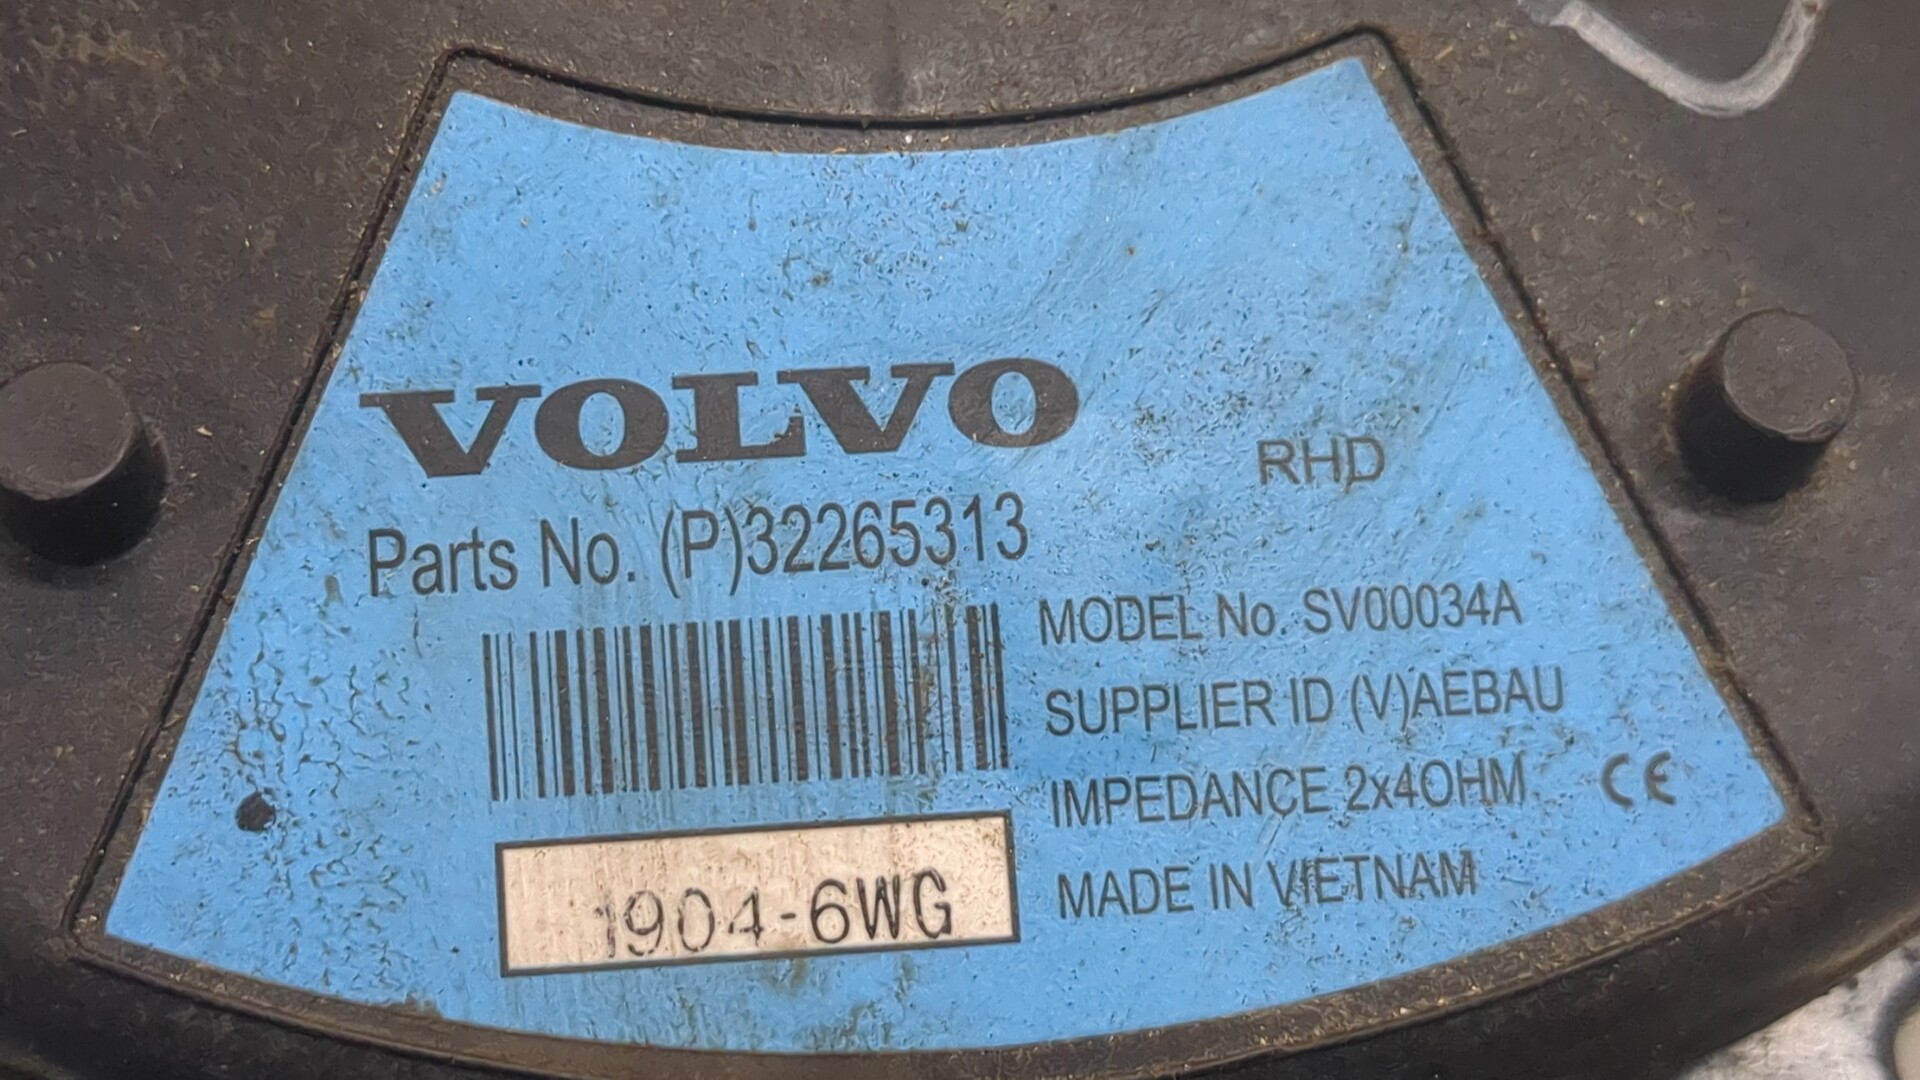 VOLVO
RHD
Parts No. (P)32265313
MODEL No. SV00034A
SUPPLIER ID (V)AEBAU
IMPEDANCE 2x4OHM
CE
MADE IN VIETNAM
1904-6WG